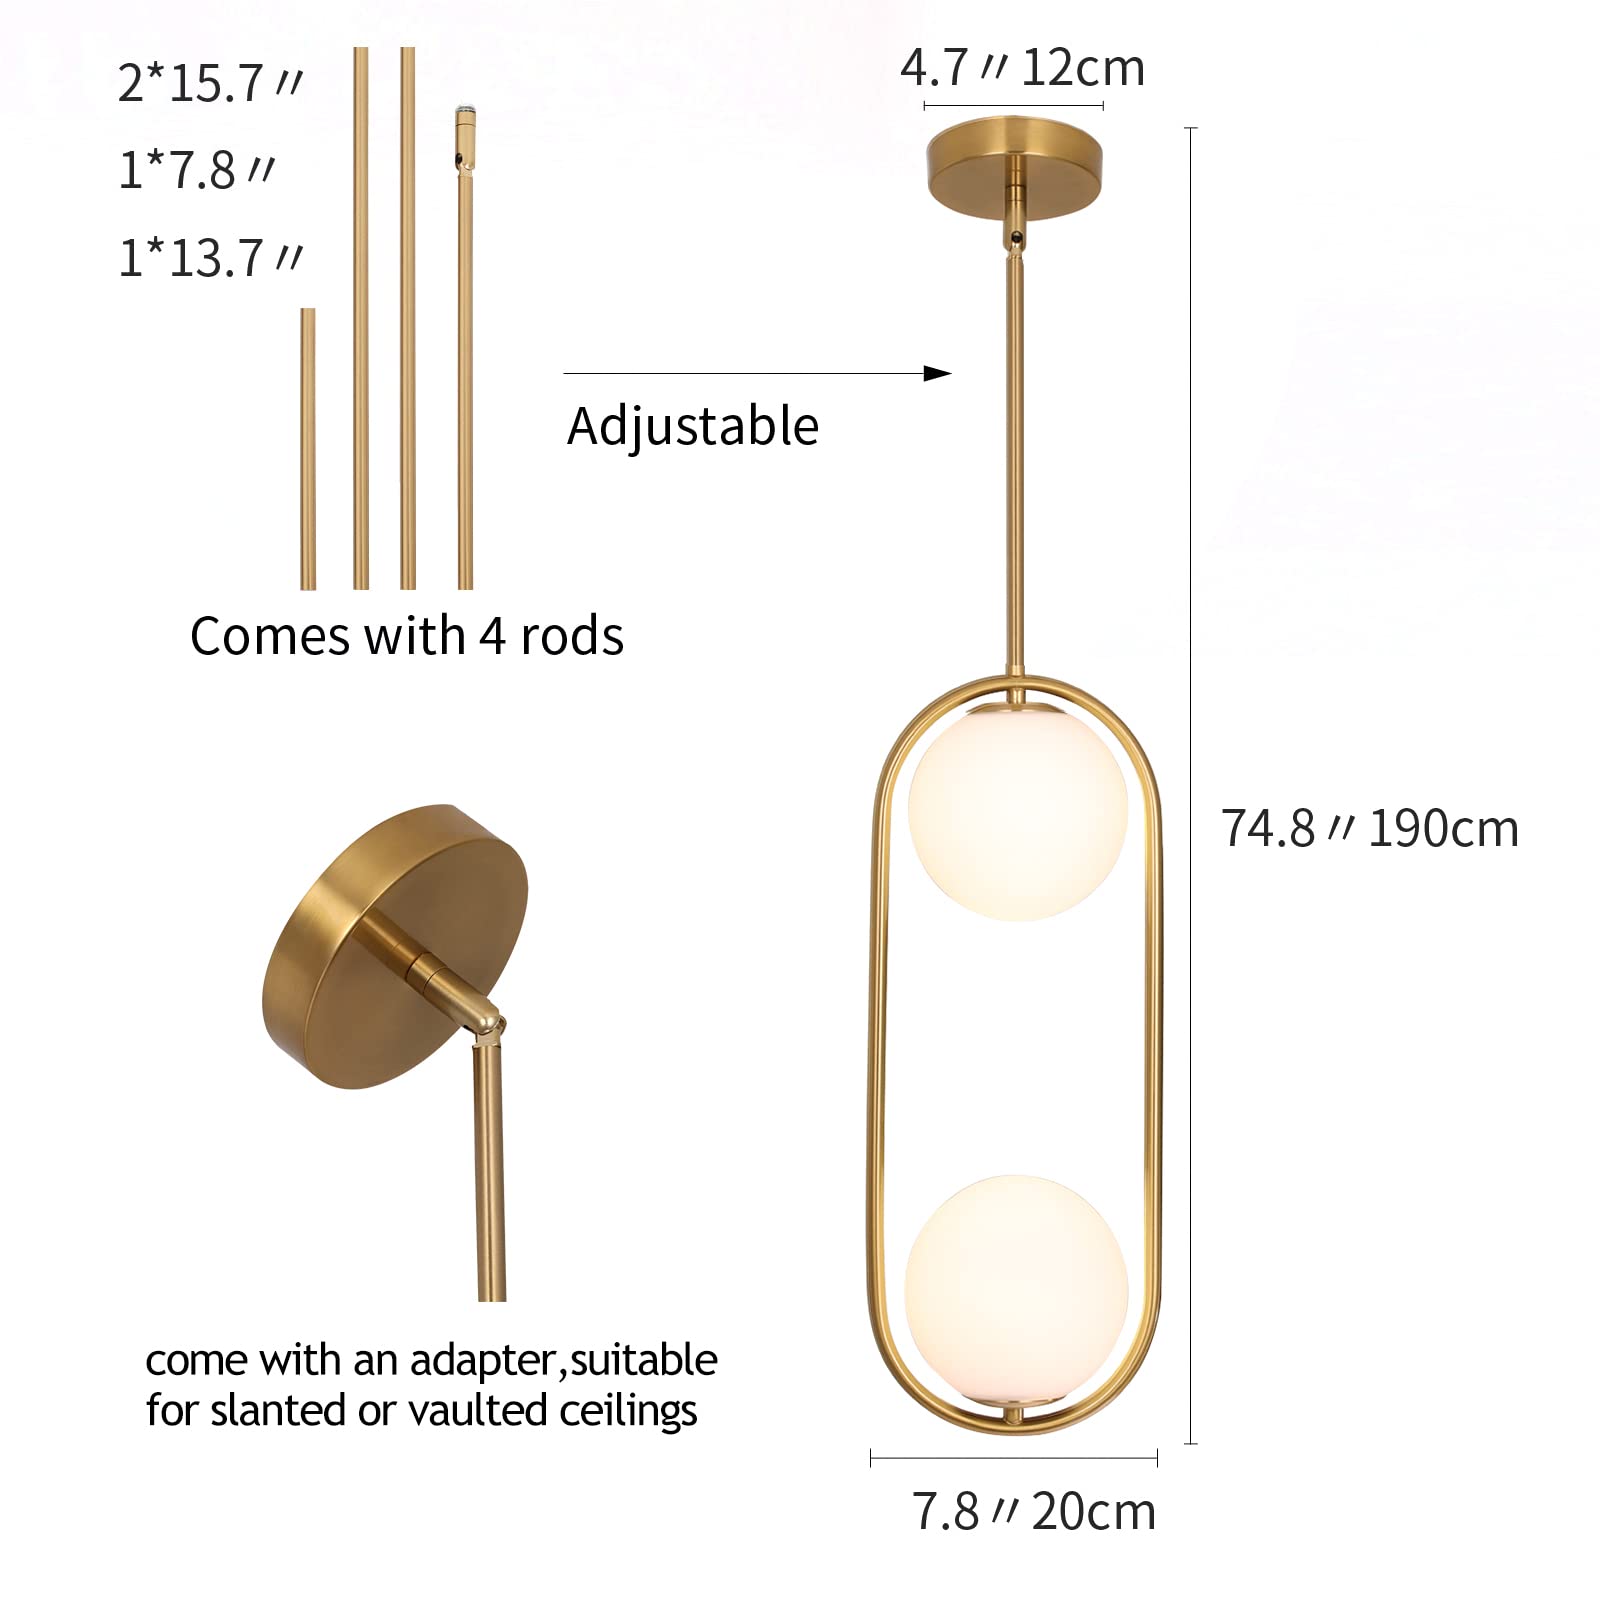 2*15.7〃
1*7.8〃
1*13.7〃
Comes with 4 rods
Adjustable
4.7〃12cm
74.8〃190cm
7.8〃20cm
come with an adapter,suitable
for slanted or vaulted ceilings